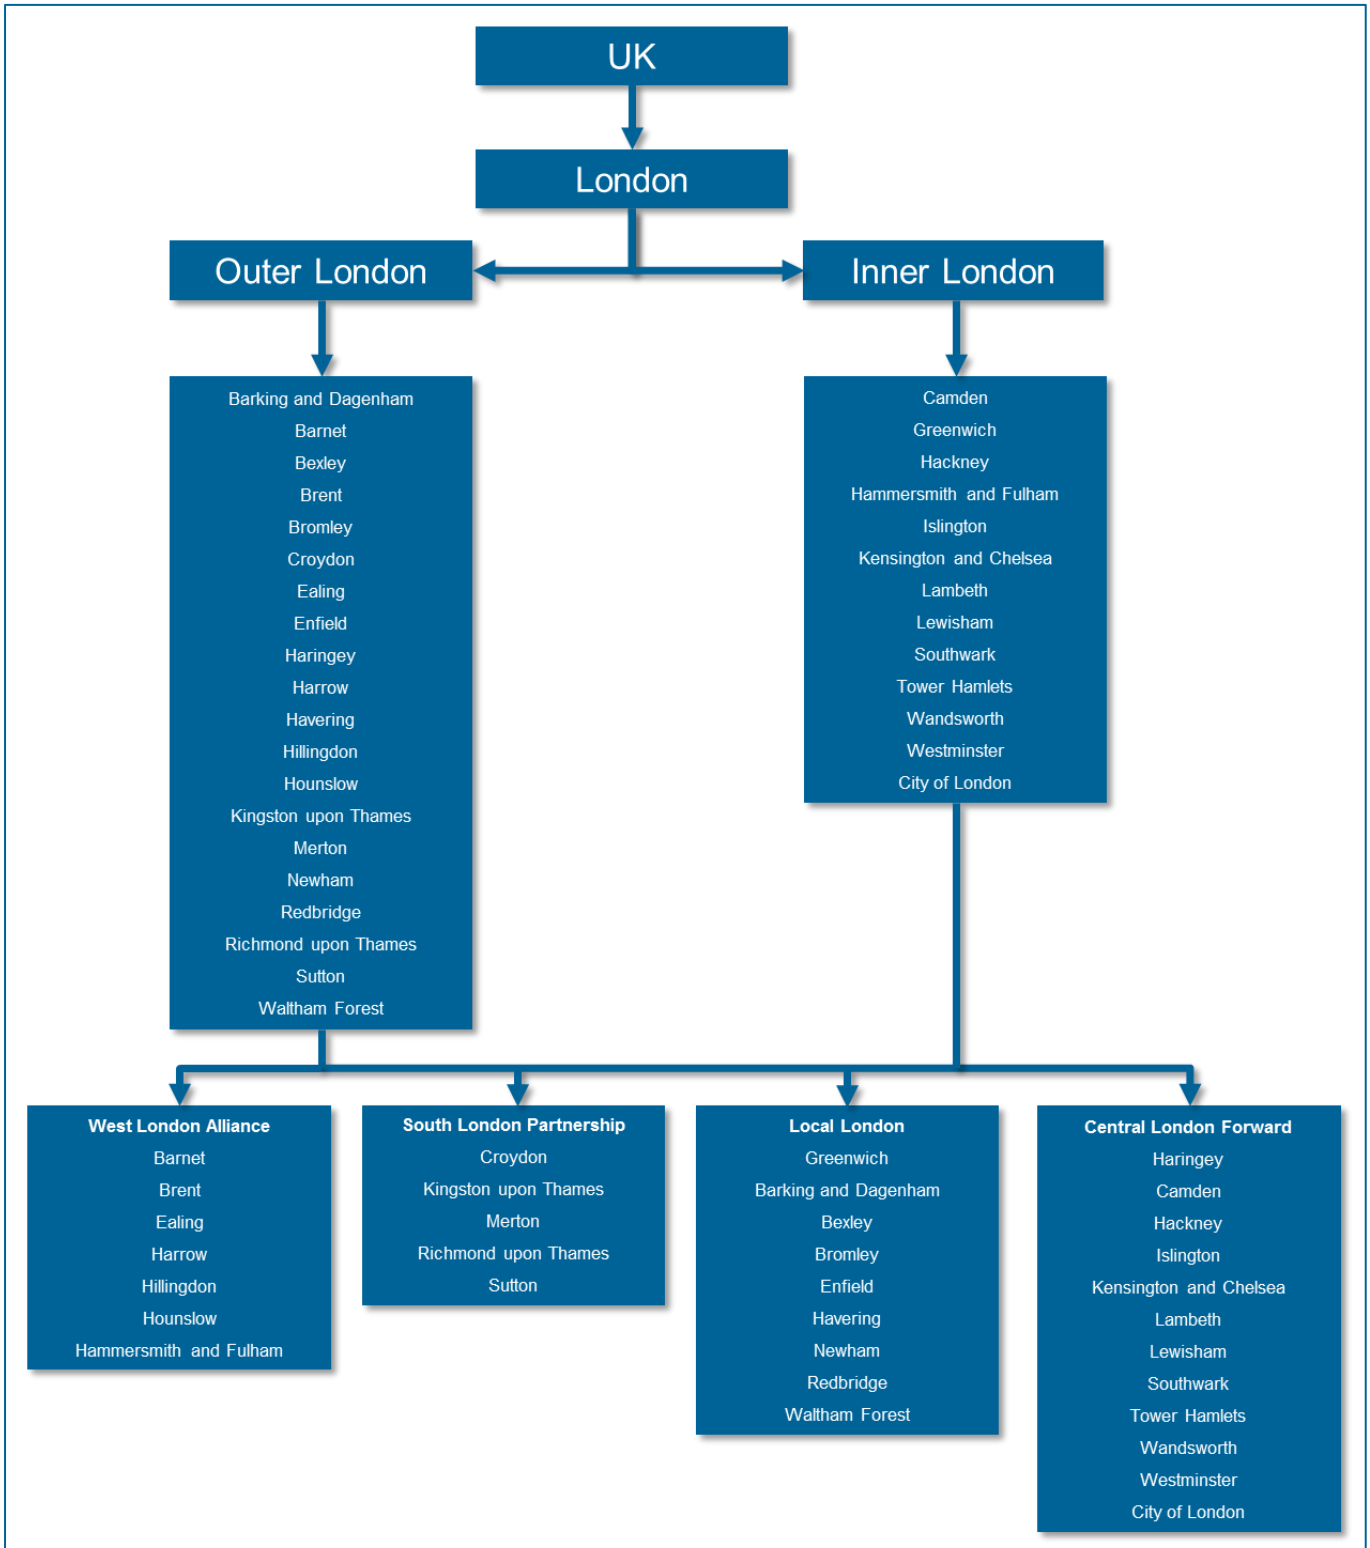 UK
London
Outer London
Inner London
Barking and Dagenham
Barnet
Bexley
Brent
Bromley
Croydon
Ealing
Enfield
Haringey
Harrow
Havering
Hillingdon
Hounslow
Kingston upon Thames
Merton
Newham
Redbridge
Richmond upon Thames
Sutton
Waltham Forest
Camden
Greenwich
Hackney
Hammersmith and Fulham
Islington
Kensington and Chelsea
Lambeth
Lewisham
Southwark
Tower Hamlets
Wandsworth
Westminster
City of London
West London Alliance
Barnet
Brent
Ealing
Harrow
Hillingdon
Hounslow
Hammersmith and Fulham
South London Partnership
Croydon
Kingston upon Thames
Merton
Richmond upon Thames
Sutton
Local London
Greenwich
Barking and Dagenham
Bexley
Bromley
Enfield
Havering
Newham
Redbridge
Waltham Forest
Central London Forward
Haringey
Camden
Hackney
Islington
Kensington and Chelsea
Lambeth
Lewisham
Southwark
Tower Hamlets
Wandsworth
Westminster
City of London